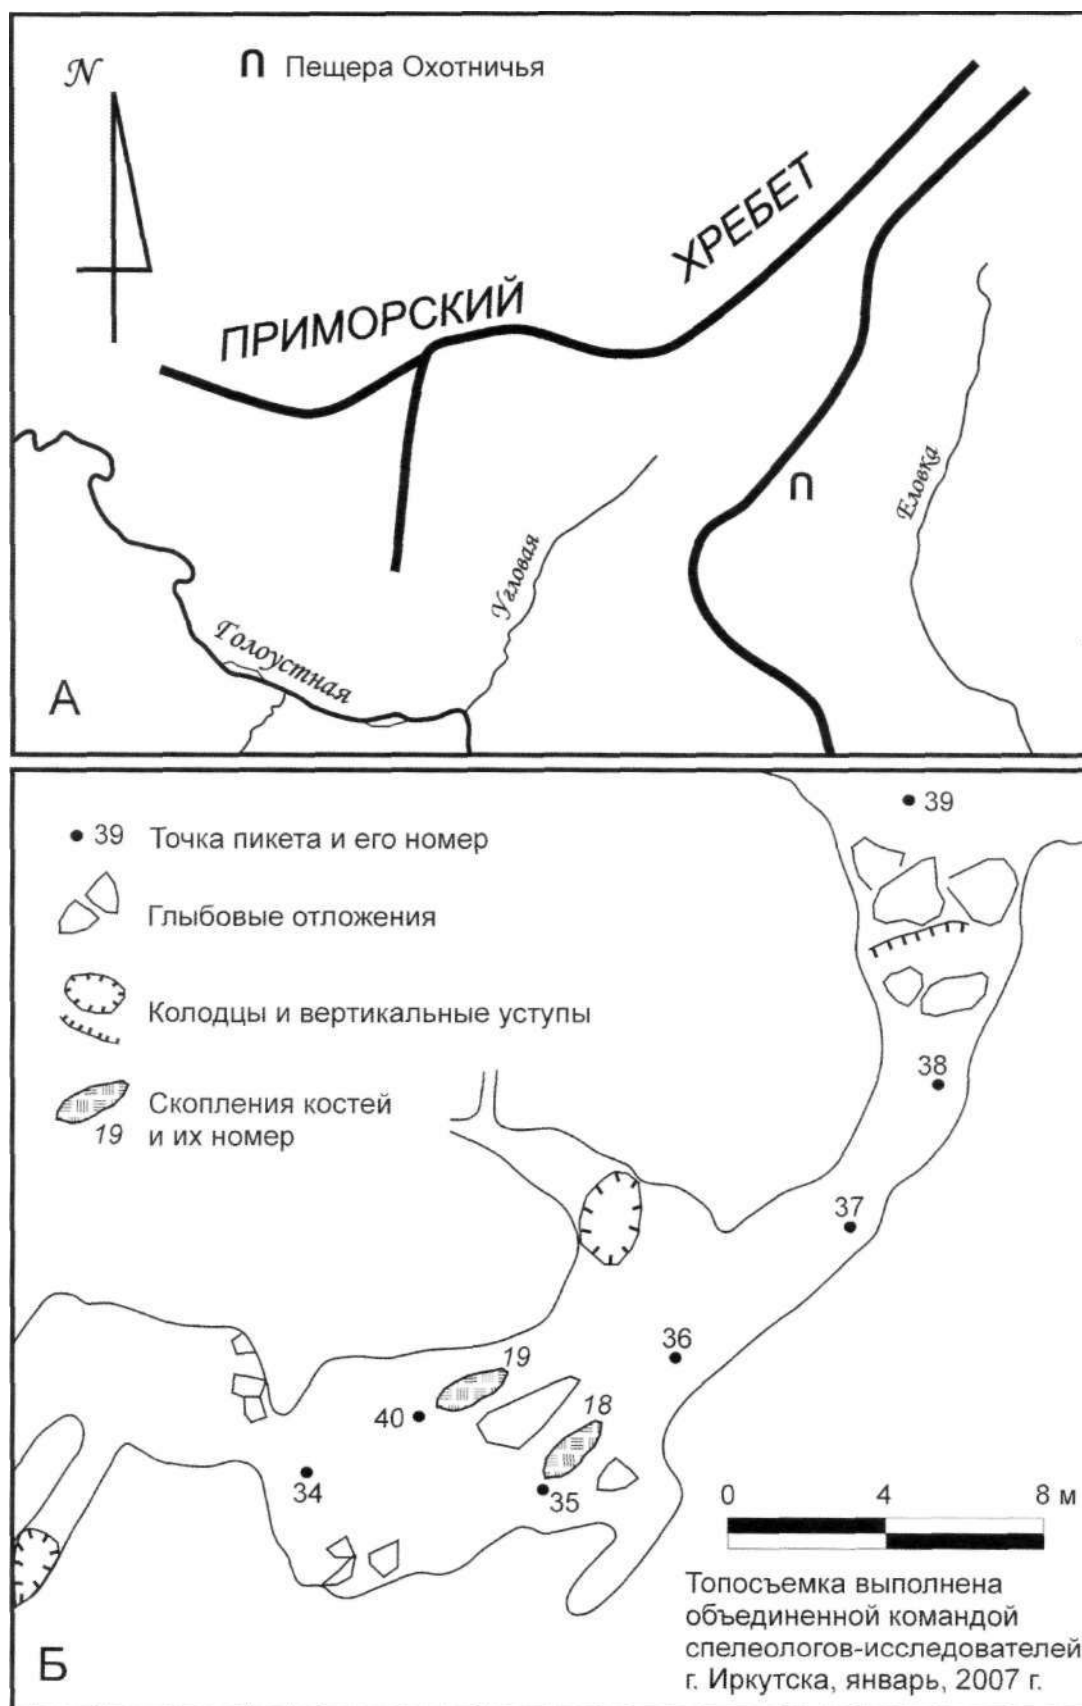 N
Пещера Охотничья
ПРИМОРСКИЙ
ХРЕБЕТ
Голоустная
Угловая
Еловка
А
39 Точка пикета и его номер
Глыбовые отложения
Колодцы и вертикальные уступы
Скопления костей
19 и их номер
39
38
37
36
19
18
40
34
35
0 4 8 м
Топосъемка выполнена
объединенной командой
спелеологов-исследователей
г. Иркутска, январь, 2007 г.
Б